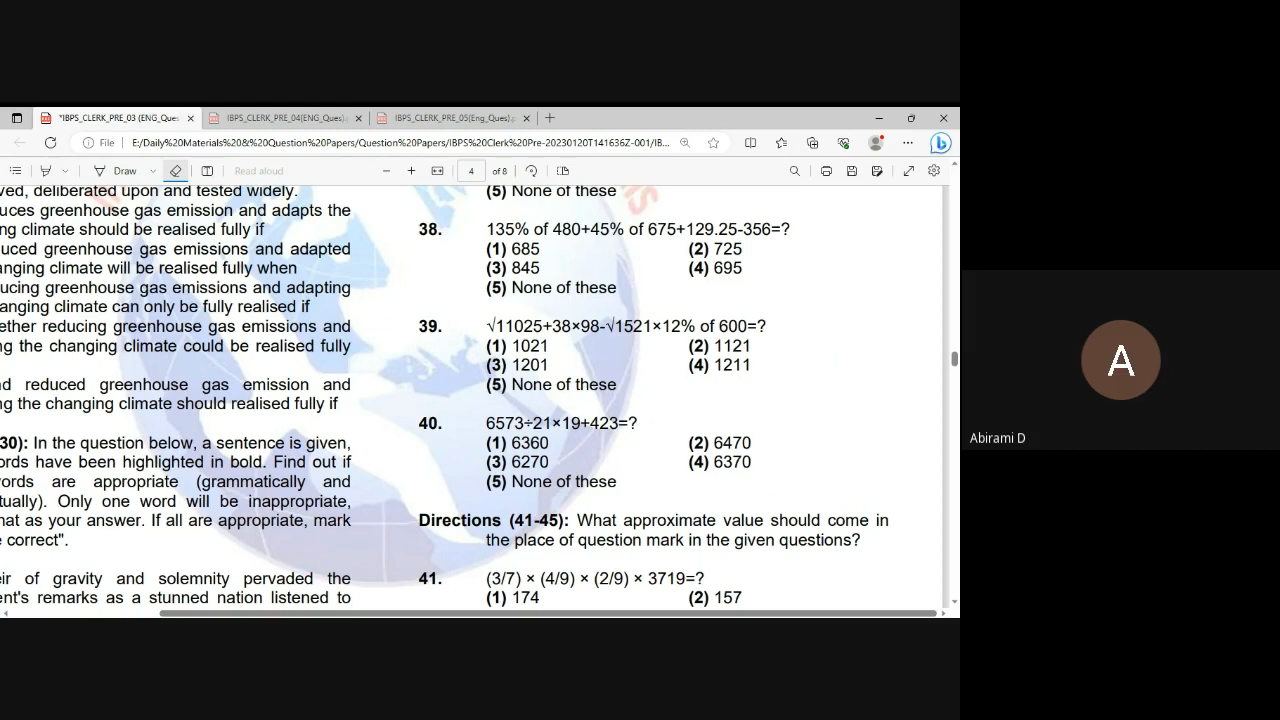 *IBPS_CLERK_PRE_03 (ENG_Ques
IBPS_CLERK_PRE_04(ENG_Ques).
IBPS_CLERK_PRE_05(Eng_Ques).
File
E:/Daily%20Materials%20&%20Question%20Papers/Question%20Papers/IBPS%20Clerk%20Pre-20230120T141636Z-001/IB...
Draw
Read aloud
4 of 8
ved, deliberated upon and tested widely.
uces greenhouse gas emission and adapts the
ng climate should be realised fully if
uced greenhouse gas emissions and adapted
anging climate will be realised fully when
ucing greenhouse gas emissions and adapting
anging climate can only be fully realised if
ether reducing greenhouse gas emissions and
ng the changing climate could be realised fully
nd reduced greenhouse gas emission and
ng the changing climate should realised fully if
30): In the question below, a sentence is given,
ords have been highlighted in bold. Find out if
words are appropriate (grammatically and
tually). Only one word will be inappropriate,
hat as your answer. If all are appropriate, mark
e correct".
eir of gravity and solemnity pervaded the
ent's remarks as a stunned nation listened to
(5) None of these
38. 135% of 480+45% of 675+129.25-356=?
(1) 685 (2) 725
(3) 845 (4) 695
(5) None of these
39. √11025+38×98-√1521×12% of 600=?
(1) 1021 (2) 1121
(3) 1201 (4) 1211
(5) None of these
40. 6573÷21×19+423=?
(1) 6360 (2) 6470
(3) 6270 (4) 6370
(5) None of these
Directions (41-45): What approximate value should come in
the place of question mark in the given questions?
41. (3/7) × (4/9) × (2/9) × 3719=?
(1) 174 (2) 157
A
Abirami D